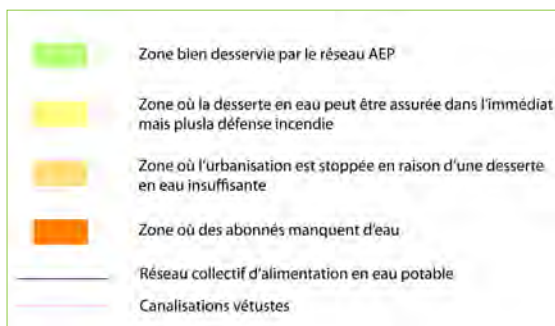 Zone bien desservie par le réseau AEP
Zone où la desserte en eau peut être assurée dans l'immédiat
mais plusla défense incendie
Zone où l'urbanisation est stoppée en raison d'une desserte
en eau insuffisante
Zone où des abonnés manquent d'eau
Réseau collectif d'alimentation en eau potable
Canalisations vétustes